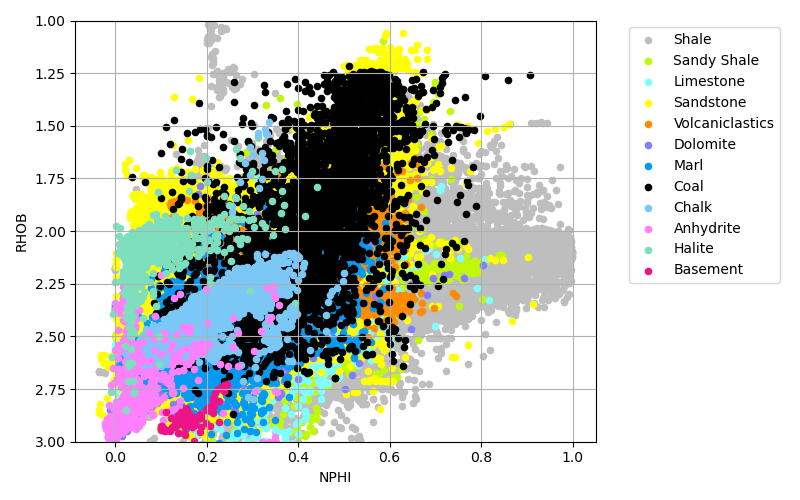 1.00
1.25
1.50
1.75
2.00
2.25
2.50
2.75
3.00
RHOB
0.0 0.2 0.4 0.6 0.8 1.0
NPHI
Shale
Sandy Shale
Limestone
Sandstone
Volcaniclastics
Dolomite
Marl
Coal
Chalk
Anhydrite
Halite
Basement